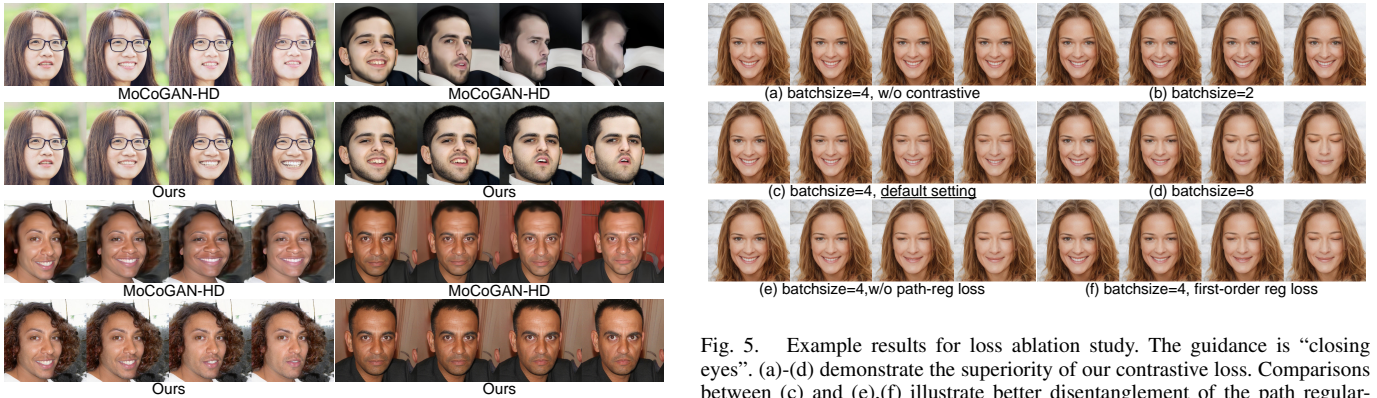 MoCoGAN-HD
MoCoGAN-HD
Ours
Ours
MoCoGAN-HD
MoCoGAN-HD
Ours
Ours
(a) batchsize=4, w/o contrastive
(b) batchsize=2
(c) batchsize=4, default setting
(d) batchsize=8
(e) batchsize=4,w/o path-reg loss
(f) batchsize=4, first-order reg loss
Fig. 5. Example results for loss ablation study. The guidance is “closing
eyes”. (a)-(d) demonstrate the superiority of our contrastive loss. Comparisons
between (c) and (e),(f) illustrate better disentanglement of the path regular-